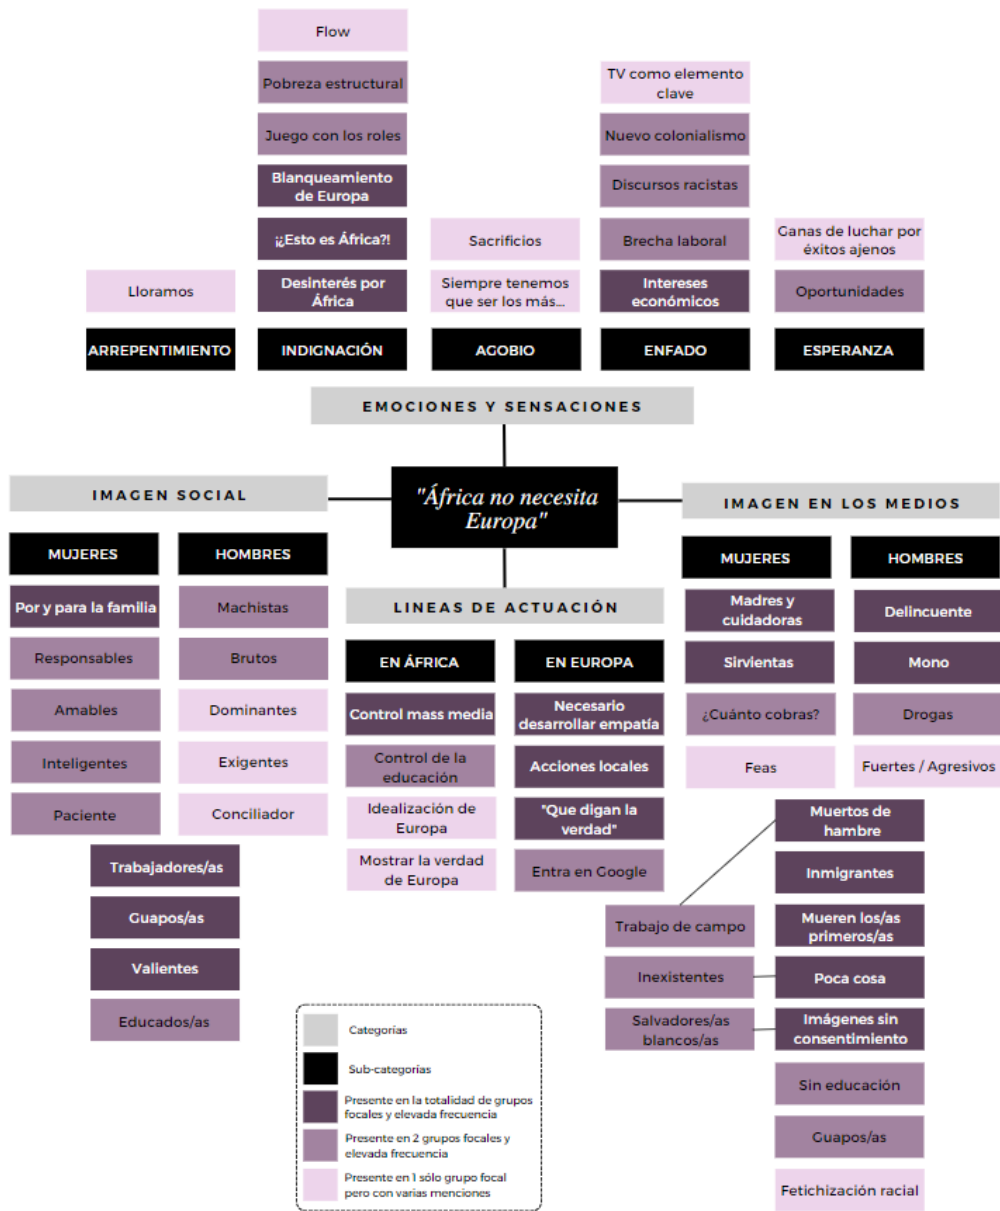 Flow
Pobreza estructural
Juego con los roles
Blanqueamiento
de Europa
¡¿Esto es África?!
Desinterés por
África
INDIGNACIÓN
Lloramos
ARREPENTIMIENTO
Sacrificios
Siempre tenemos
que ser los más...
AGOBIO
TV como elemento
clave
Nuevo colonialismo
Discursos racistas
Brecha laboral
Intereses
económicos
ENFADO
Ganas de luchar por
éxitos ajenos
Oportunidades
ESPERANZA
EMOCIONES Y SENSACIONES
"África no necesita
Europa"
IMAGEN SOCIAL
MUJERES
Por y para la familia
Responsables
Amables
Inteligentes
Paciente
HOMBRES
Machistas
Brutos
Dominantes
Exigentes
Conciliador
Trabajadores/as
Guapos/as
Valientes
Educados/as
LINEAS DE ACTUACIÓN
EN ÁFRICA
Control mass media
Control de la
educación
Idealización de
Europa
Mostrar la verdad
de Europa
EN EUROPA
Necesario
desarrollar empatía
Acciones locales
"Que digan la
verdad"
Entra en Google
IMAGEN EN LOS MEDIOS
MUJERES
Madres y
cuidadoras
Sirvientas
¿Cuánto cobras?
Feas
HOMBRES
Delincuente
Mono
Drogas
Fuertes / Agresivos
Muertos de
hambre
Inmigrantes
Mueren los/as
primeros/as
Poca cosa
Imágenes sin
consentimiento
Sin educación
Guapos/as
Fetichización racial
Trabajo de campo
Inexistentes
Salvadores/as
blancos/as
Categorías
Sub-categorías
Presente en la totalidad de grupos
focales y elevada frecuencia
Presente en 2 grupos focales y
elevada frecuencia
Presente en 1 sólo grupo focal
pero con varias menciones